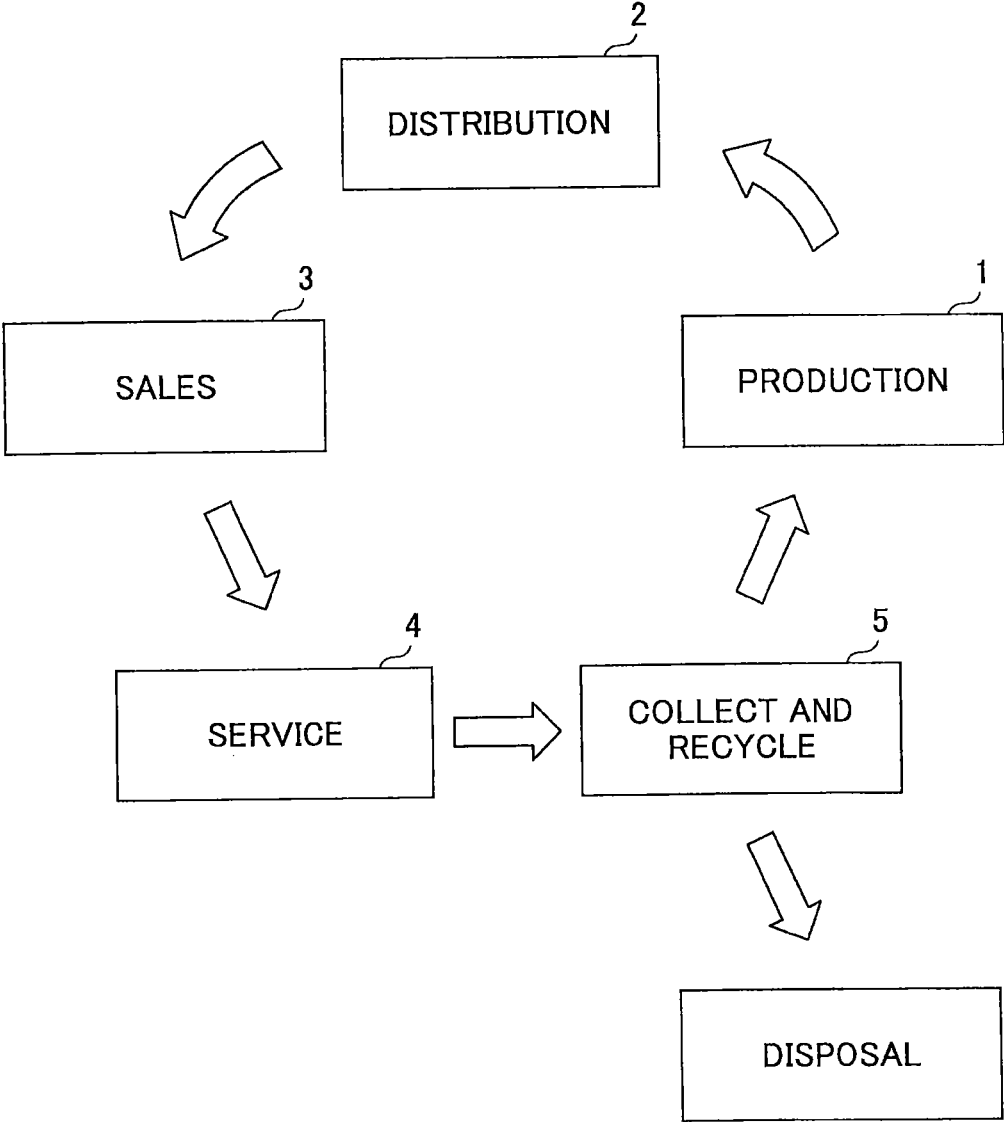 2
DISTRIBUTION
3
SALES
1
PRODUCTION
4
SERVICE
5
COLLECT AND
RECYCLE
DISPOSAL